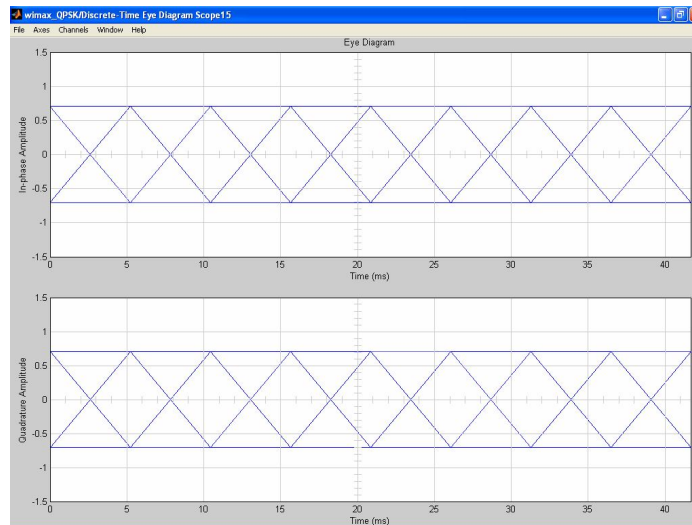 wimax_QPSK/Discrete-Time Eye Diagram Scope15
File Axes Channels Window Help
Eye Diagram
1.5
1
0.5
0
-0.5
-1
-1.5
In-phase Amplitude
0 5 10 15 20 25 30 35 40
Time (ms)
1.5
1
0.5
0
-0.5
-1
-1.5
Quadrature Amplitude
0 5 10 15 20 25 30 35 40
Time (ms)